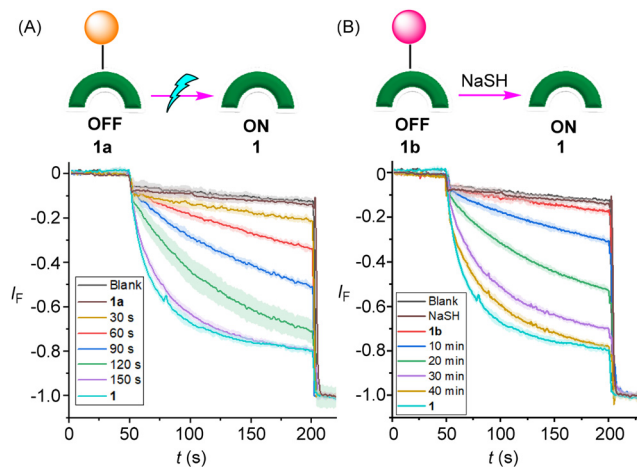 (A)
OFF
1a
ON
1
0
-0.2
-0.4
-0.6
-0.8
-1.0
I_F
Blank
1a
30 s
60 s
90 s
120 s
150 s
1
0 50 100 150 200
t (s)
(B)
NaSH
OFF
1b
ON
1
0
-0.2
-0.4
-0.6
-0.8
-1.0
I_F
Blank
NaSH
1b
10 min
20 min
30 min
40 min
1
0 50 100 150 200
t (s)